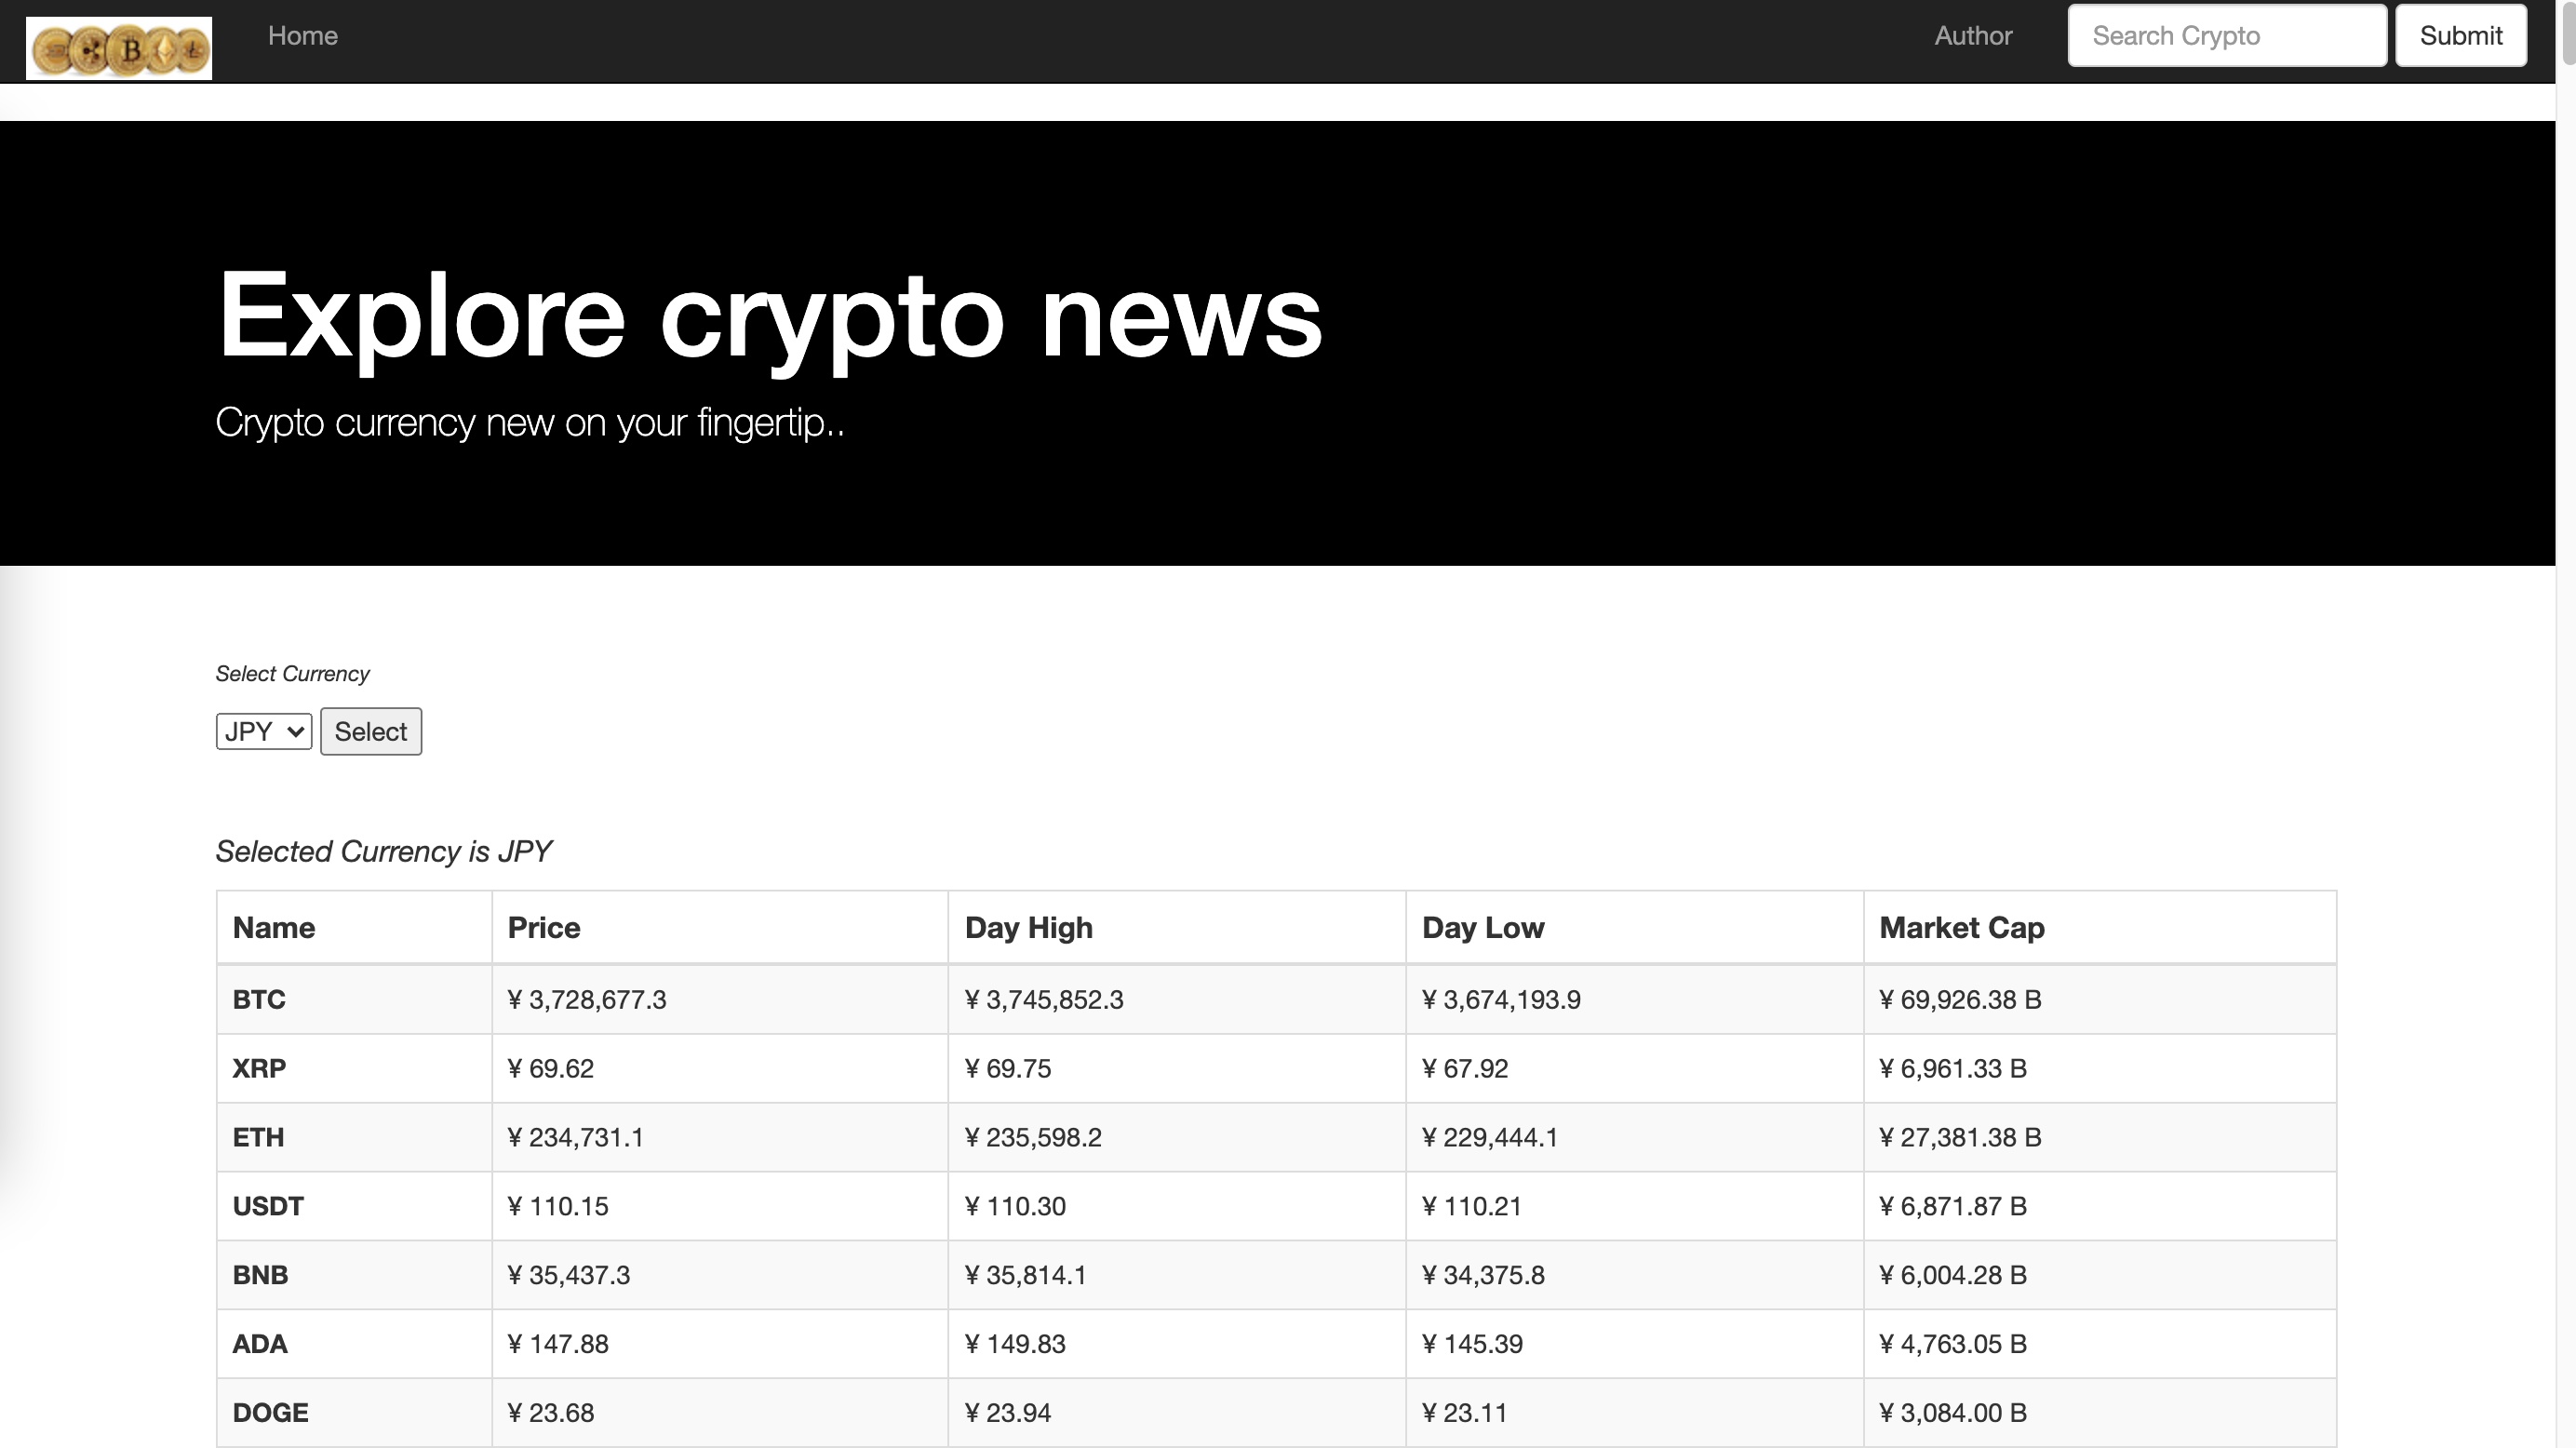 Home Author Search Crypto Submit
Explore crypto news
Crypto currency new on your fingertip..
Select Currency
JPY Select
Selected Currency is JPY
Name Price Day High Day Low Market Cap
BTC ¥ 3,728,677.3 ¥ 3,745,852.3 ¥ 3,674,193.9 ¥ 69,926.38 B
XRP ¥ 69.62 ¥ 69.75 ¥ 67.92 ¥ 6,961.33 B
ETH ¥ 234,731.1 ¥ 235,598.2 ¥ 229,444.1 ¥ 27,381.38 B
USDT ¥ 110.15 ¥ 110.30 ¥ 110.21 ¥ 6,871.87 B
BNB ¥ 35,437.3 ¥ 35,814.1 ¥ 34,375.8 ¥ 6,004.28 B
ADA ¥ 147.88 ¥ 149.83 ¥ 145.39 ¥ 4,763.05 B
DOGE ¥ 23.68 ¥ 23.94 ¥ 23.11 ¥ 3,084.00 B